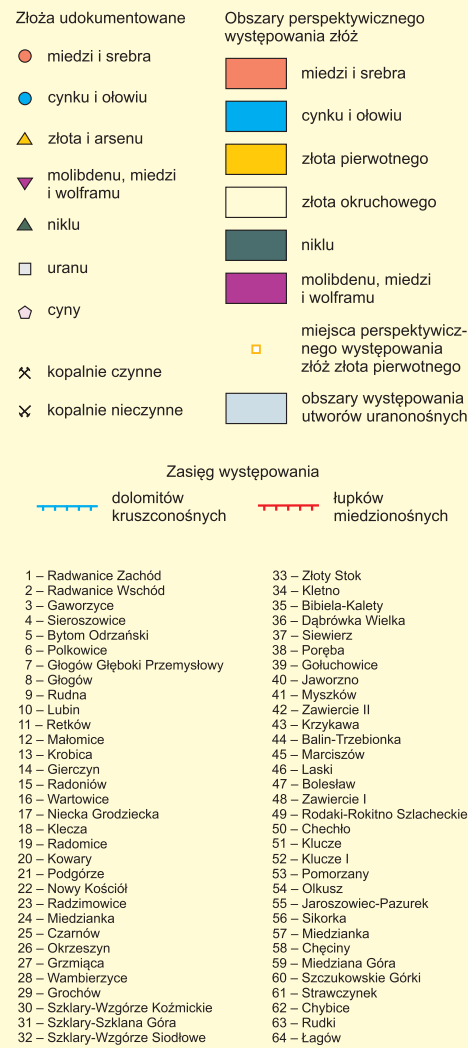 Złoża udokumentowane
miedzi i srebra
cynku i ołowiu
złota i arsenu
molibdenu, miedzi
i wolframu
niklu
uranu
cyny
kopalnie czynne
kopalnie nieczynne
Obszary perspektywicznego
występowania złóż
miedzi i srebra
cynku i ołowiu
złota pierwotnego
złota okruchowego
niklu
molibdenu, miedzi
i wolframu
miejsca perspektywicz-
nego występowania
złóż złota pierwotnego
obszary występowania
utworów uranonośnych
Zasięg występowania
dolomitów
kruszconośnych
łupków
miedzionośnych
1 – Radwanice Zachód
2 – Radwanice Wschód
3 – Gaworzyce
4 – Sieroszowice
5 – Bytom Odrzański
6 – Polkowice
7 – Głogów Głęboki Przemysłowy
8 – Głogów
9 – Rudna
10 – Lubin
11 – Retków
12 – Małomice
13 – Krobica
14 – Gierczyn
15 – Radoniów
16 – Wartowice
17 – Niecka Grodziecka
18 – Klecza
19 – Radomice
20 – Kowary
21 – Podgórze
22 – Nowy Kościół
23 – Radzimowice
24 – Miedzianka
25 – Czarnów
26 – Okrzeszyn
27 – Grzmiąca
28 – Wambierzyce
29 – Grochów
30 – Szklary-Wzgórze Koźmickie
31 – Szklary-Szklana Góra
32 – Szklary-Wzgórze Siodłowe
33 – Złoty Stok
34 – Kletno
35 – Bibiela-Kalety
36 – Dąbrówka Wielka
37 – Siewierz
38 – Poręba
39 – Gołuchowice
40 – Jaworzno
41 – Myszków
42 – Zawiercie II
43 – Krzykawa
44 – Balin-Trzebionka
45 – Marciszów
46 – Laski
47 – Bolesław
48 – Zawiercie I
49 – Rodaki-Rokitno Szlacheckie
50 – Chechło
51 – Klucze
52 – Klucze I
53 – Pomorzany
54 – Olkusz
55 – Jaroszowiec-Pazurek
56 – Sikorka
57 – Miedzianka
58 – Chęciny
59 – Miedziana Góra
60 – Szczukowskie Górki
61 – Strawczynek
62 – Chybice
63 – Rudki
64 – Łagów